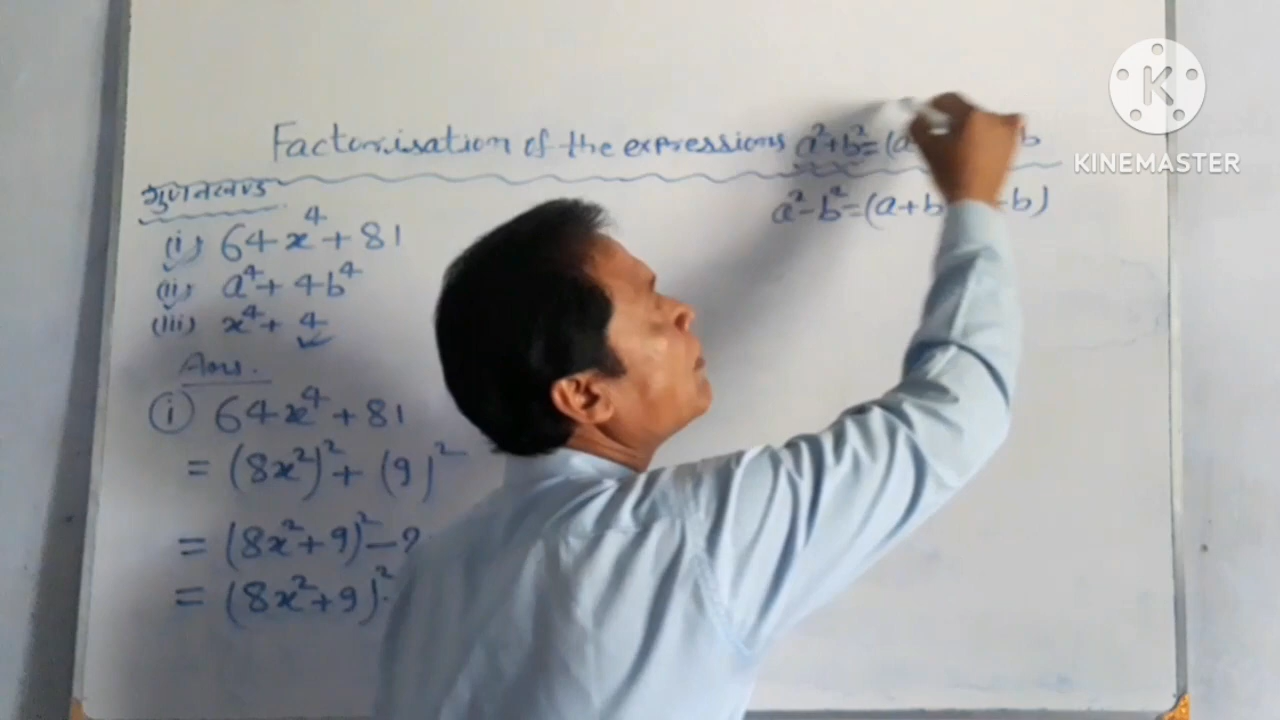 Factorisation of the expressions a²+b²=(a b
गुणनखण्ड a²-b²=(a+b -b)
(i) 64x⁴+81
(ii) a⁴+4b⁴
(iii) x⁴+4
Ans.
(i) 64x⁴+81
= (8x²)²+(9)²
= (8x²+9)²-2
= (8x²+9)²
K
KINEMASTER